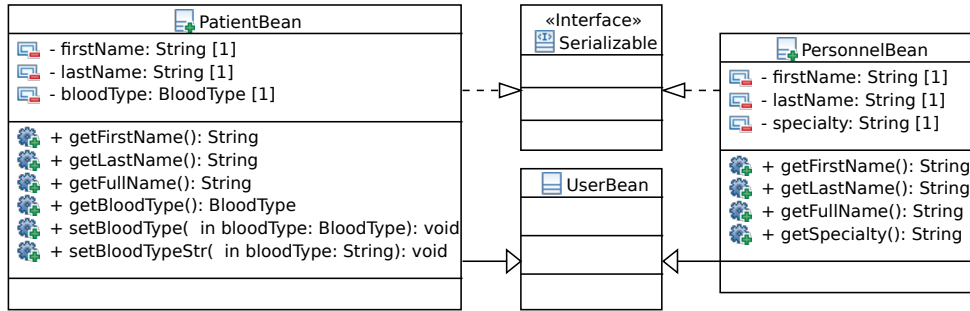 PatientBean
- firstName: String [1]
- lastName: String [1]
- bloodType: BloodType [1]
+ getFirstName(): String
+ getLastName(): String
+ getFullName(): String
+ getBloodType(): BloodType
+ setBloodType(  in bloodType: BloodType): void
+ setBloodTypeStr(  in bloodType: String): void
«Interface»
Serializable
UserBean
PersonnelBean
- firstName: String [1]
- lastName: String [1]
- specialty: String [1]
+ getFirstName(): String
+ getLastName(): String
+ getFullName(): String
+ getSpecialty(): String